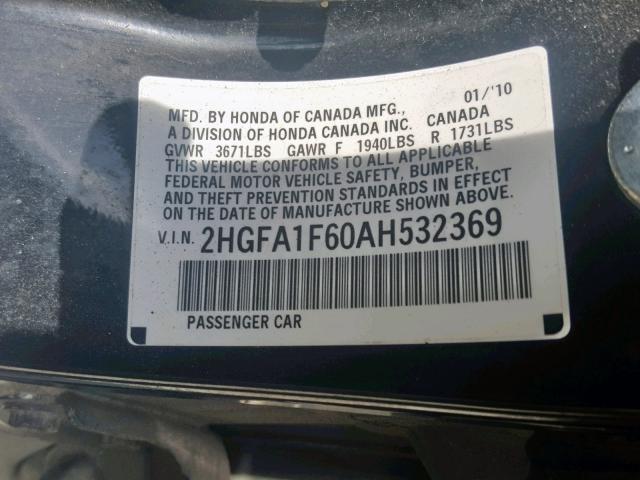 01/'10
MFD. BY HONDA OF CANADA MFG., CANADA
A DIVISION OF HONDA CANADA INC.
GVWR 3671LBS GAWR F 1940LBS R 1731LBS
THIS VEHICLE CONFORMS TO ALL APPLICABLE
FEDERAL MOTOR VEHICLE SAFETY, BUMPER,
AND THEFT PREVENTION STANDARDS IN EFFECT
ON THE DATE OF MANUFACTURE SHOWN ABOVE.
V.I.N. 2HGFA1F60AH532369
PASSENGER CAR